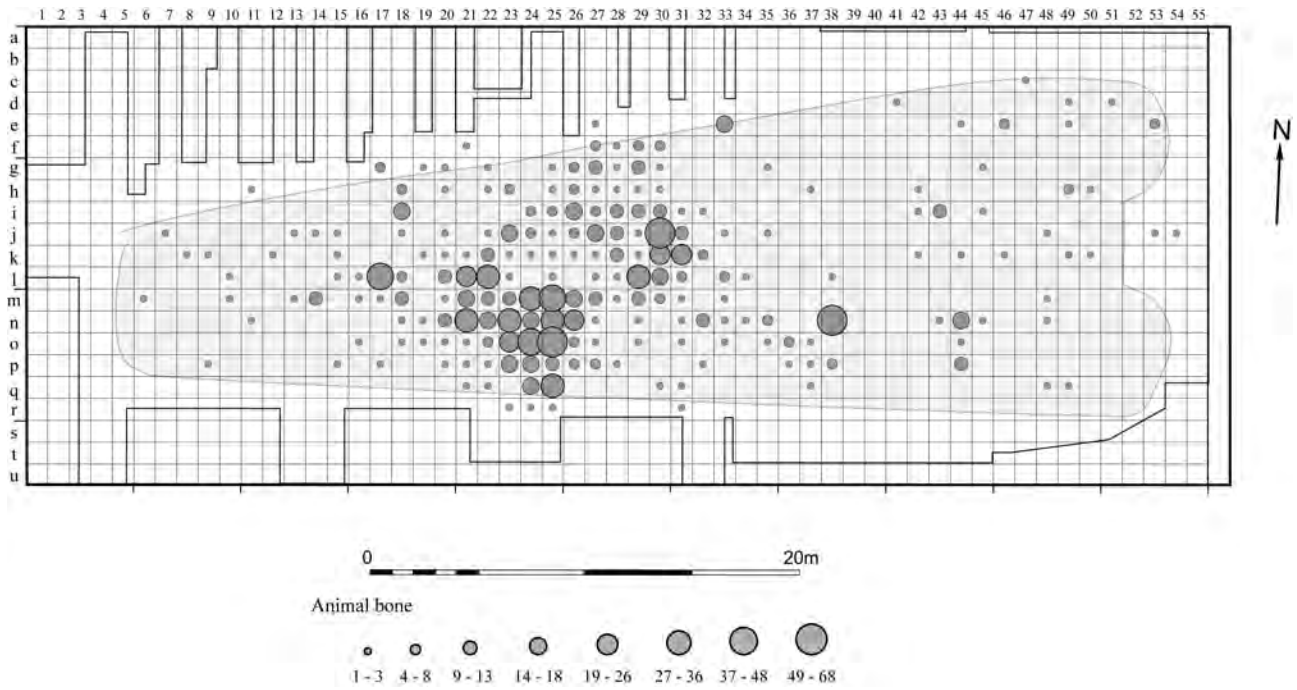 1 2 3 4 5 6 7 8 9 10 11 12 13 14 15 16 17 18 19 20 21 22 23 24 25 26 27 28 29 30 31 32 33 34 35 36 37 38 39 40 41 42 43 44 45 46 47 48 49 50 51 52 53 54 55
a
b
c
d
e
f
g
h
i
j
k
l
m
n
o
p
q
r
s
t
u
N
0 20m
Animal bone
1 - 3 4 - 8 9 - 13 14 - 18 19 - 26 27 - 36 37 - 48 49 - 68